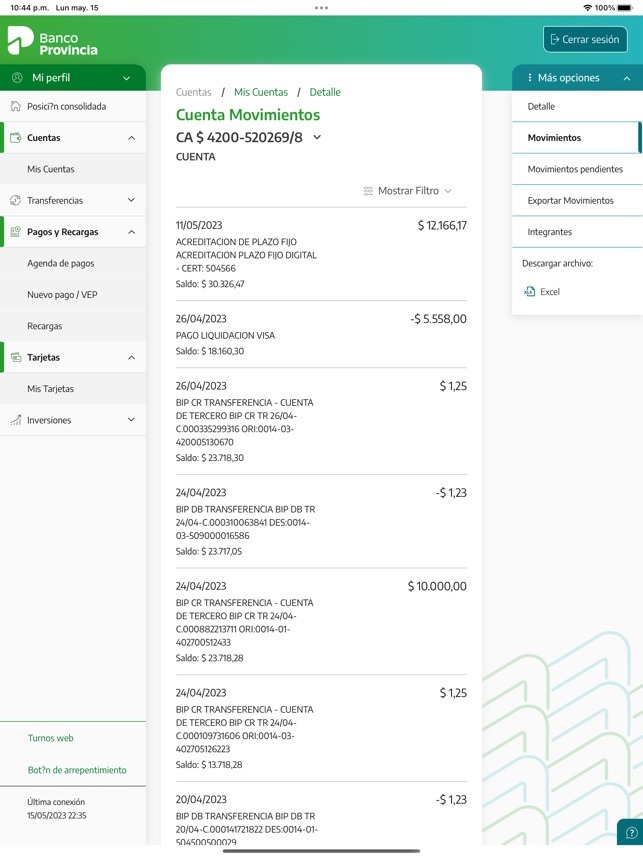 10:44 p.m. Lun may. 15
100%
Banco
Provincia
Cerrar sesión
Mi perfil
Posici?n consolidada
Cuentas
Mis Cuentas
Transferencias
Pagos y Recargas
Agenda de pagos
Nuevo pago / VEP
Recargas
Tarjetas
Mis Tarjetas
Inversiones
Turnos web
Bot?n de arrepentimiento
Última conexión
15/05/2023 22:35
Cuentas / Mis Cuentas / Detalle
Cuenta Movimientos
CA $ 4200-520269/8
CUENTA
Mostrar Filtro
11/05/2023 $ 12.166,17
ACREDITACION DE PLAZO FIJO
ACREDITACION PLAZO FIJO DIGITAL
- CERT: 504566
Saldo: $ 30.326,47
26/04/2023 -$ 5.558,00
PAGO LIQUIDACION VISA
Saldo: $ 18.160,30
26/04/2023 $ 1,25
BIP CR TRANSFERENCIA - CUENTA
DE TERCERO BIP CR TR 26/04-
C.000335299316 ORI:0014-03-
420005130670
Saldo: $ 23.718,30
24/04/2023 -$ 1,23
BIP DB TRANSFERENCIA BIP DB TR
24/04-C.000310063841 DES:0014-
03-509000016586
Saldo: $ 23.717,05
24/04/2023 $ 10.000,00
BIP CR TRANSFERENCIA - CUENTA
DE TERCERO BIP CR TR 24/04-
C.000882213711 ORI:0014-01-
402700512433
Saldo: $ 23.718,28
24/04/2023 $ 1,25
BIP CR TRANSFERENCIA - CUENTA
DE TERCERO BIP CR TR 24/04-
C.000109731606 ORI:0014-03-
402705126223
Saldo: $ 13.718,28
20/04/2023 -$ 1,23
BIP DB TRANSFERENCIA BIP DB TR
20/04-C.000141721822 DES:0014-01-
504500500029
Más opciones
Detalle
Movimientos
Movimientos pendientes
Exportar Movimientos
Integrantes
Descargar archivo:
Excel